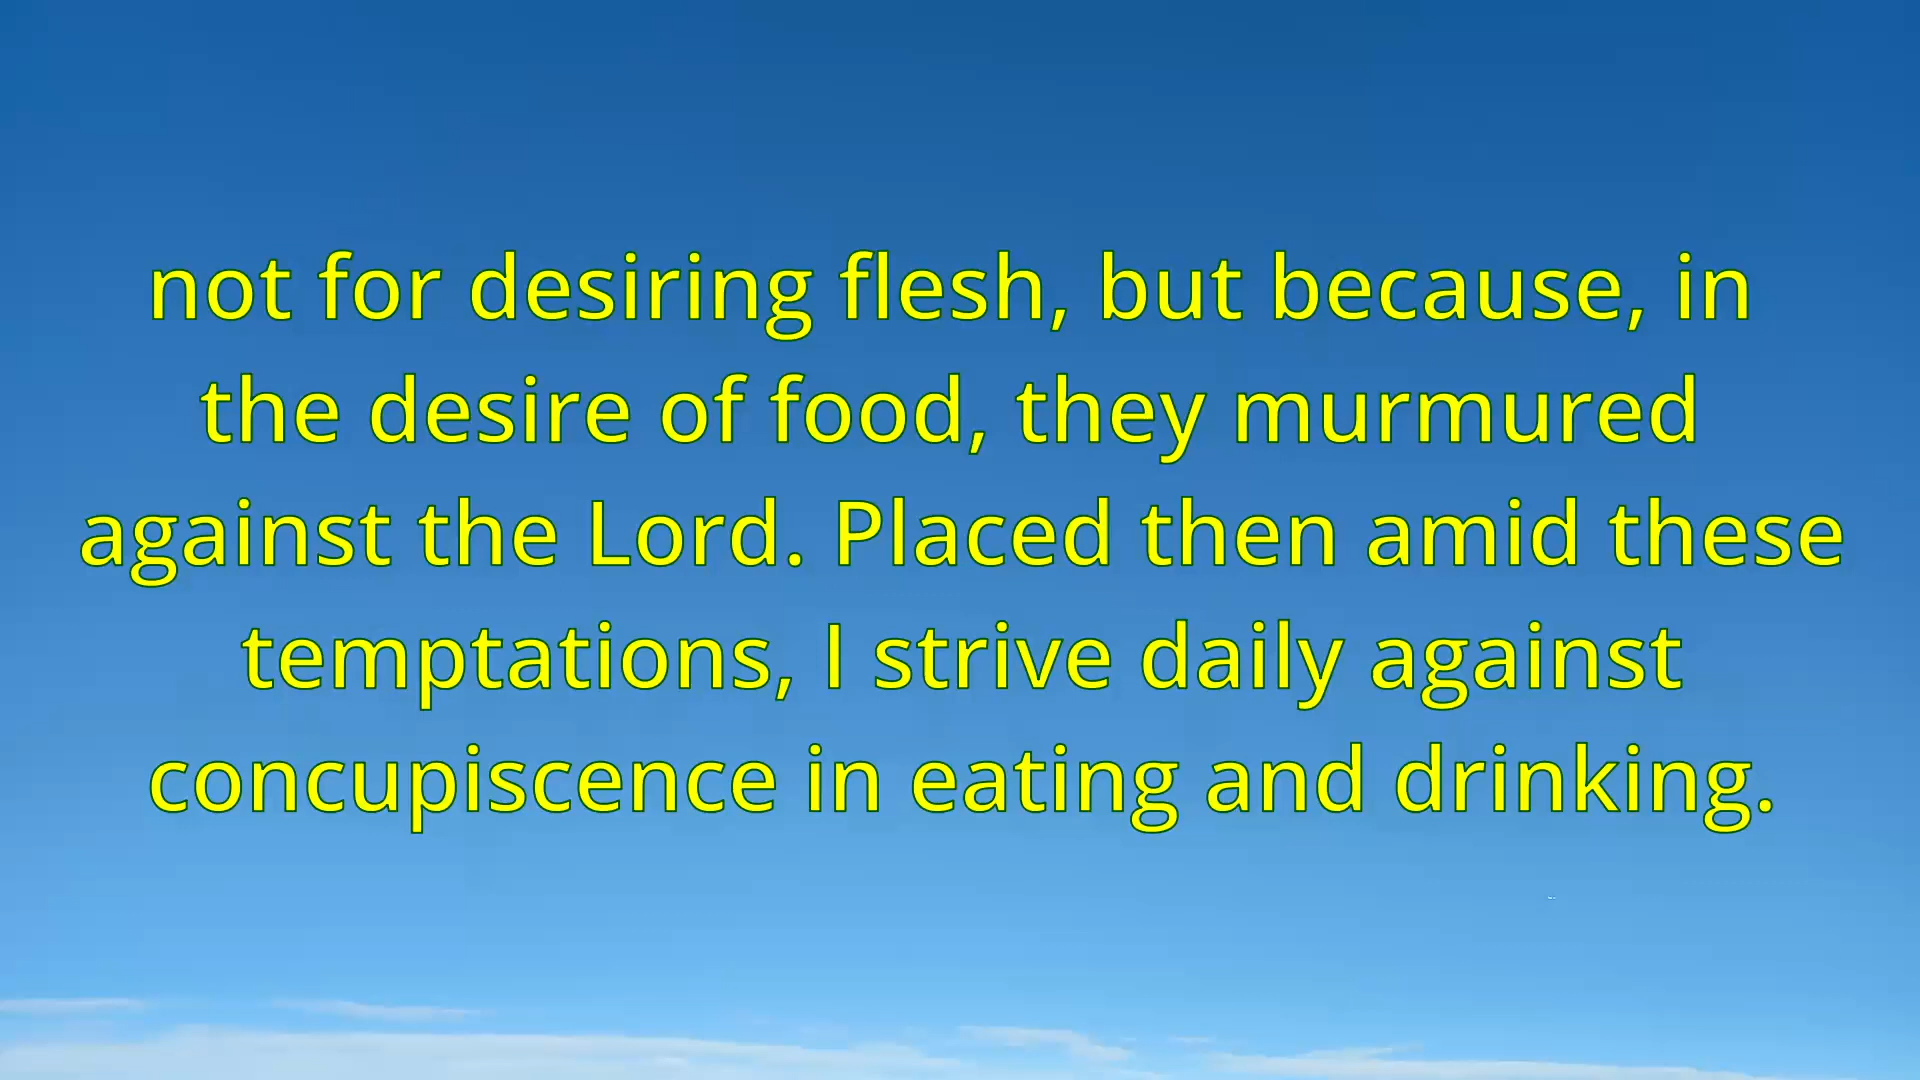 not for desiring flesh, but because, in
the desire of food, they murmured
against the Lord. Placed then amid these
temptations, I strive daily against
concupiscence in eating and drinking.